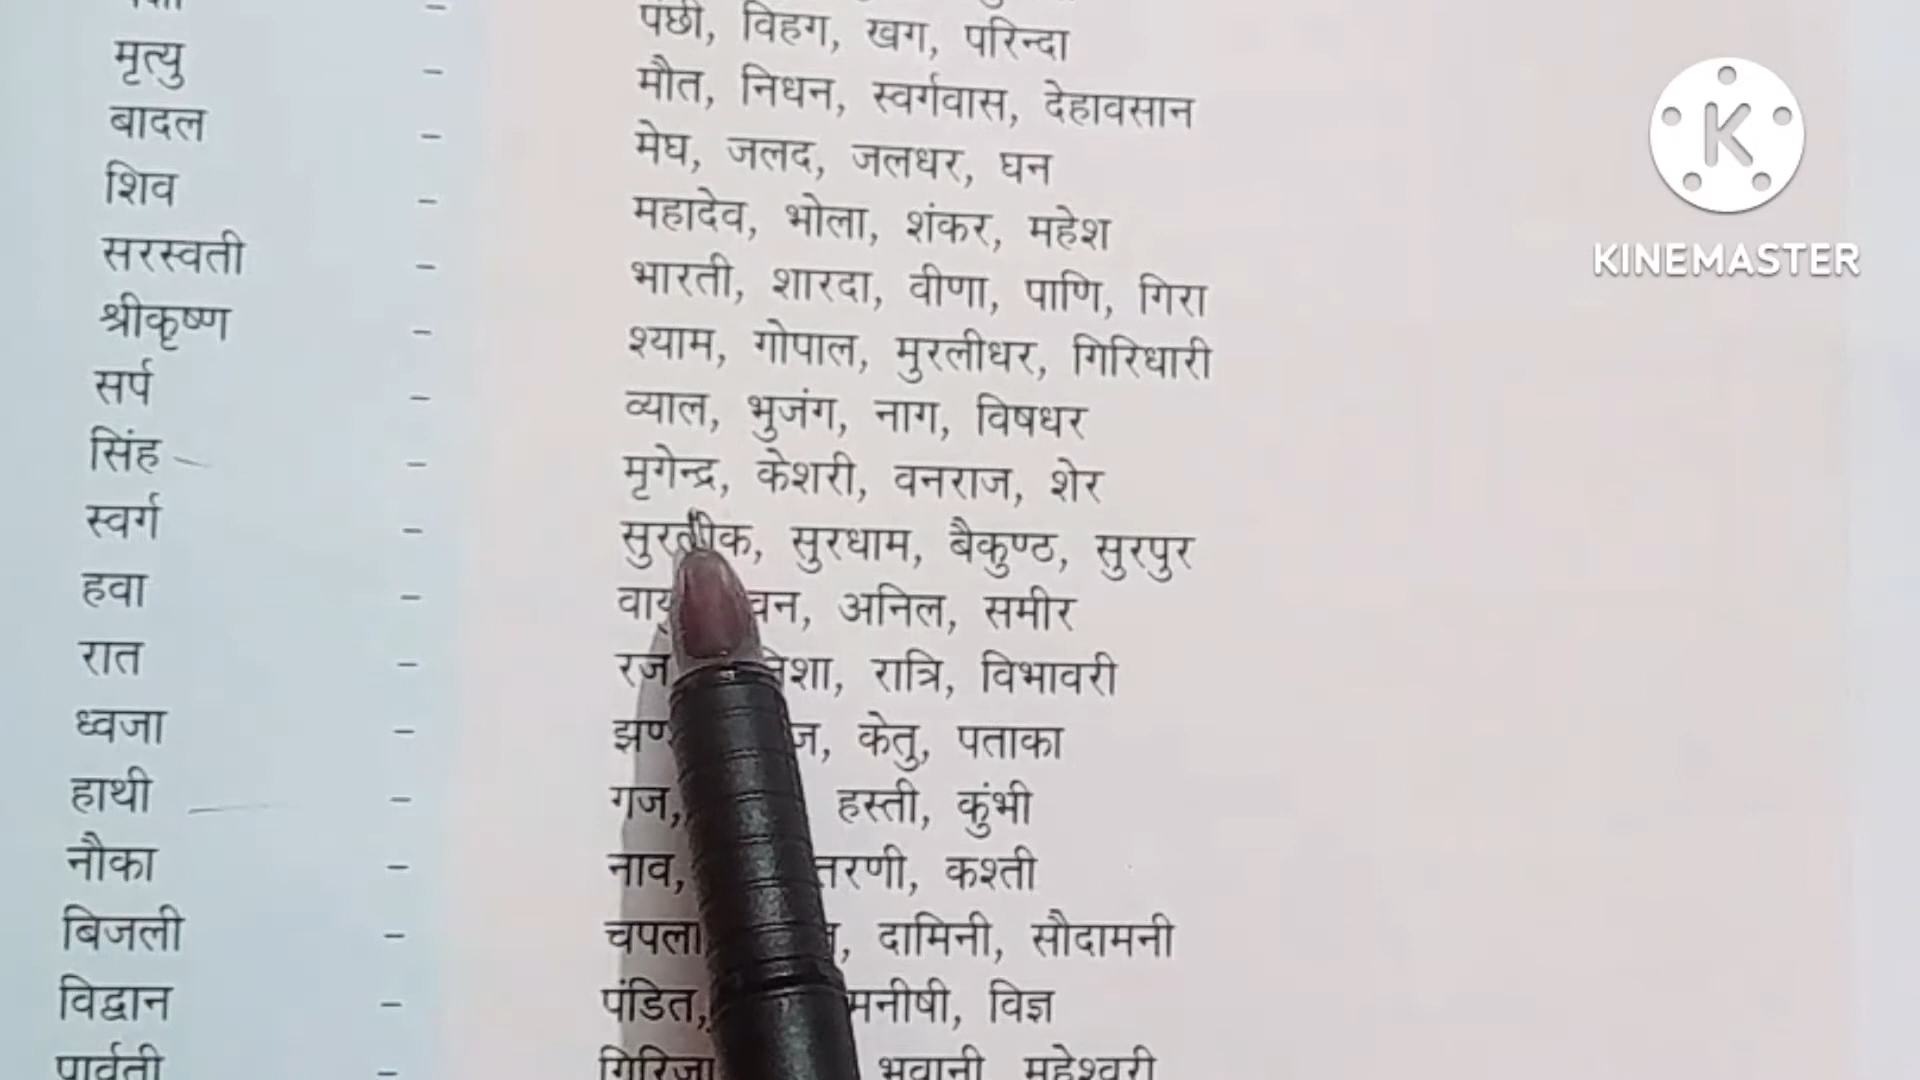 पंछी, विहग, खग, परिन्दा
मृत्यु - मौत, निधन, स्वर्गवास, देहावसान
बादल - मेघ, जलद, जलधर, घन
शिव - महादेव, भोला, शंकर, महेश
सरस्वती - भारती, शारदा, वीणा, पाणि, गिरा
श्रीकृष्ण - श्याम, गोपाल, मुरलीधर, गिरिधारी
सर्प - व्याल, भुजंग, नाग, विषधर
सिंह - मृगेन्द्र, केशरी, वनराज, शेर
स्वर्ग - सुरलोक, सुरधाम, बैकुण्ठ, सुरपुर
हवा - अनिल, समीर
रात - रात्रि, विभावरी
ध्वजा - केतु, पताका
हाथी - गज, हस्ती, कुंभी
नौका - नाव, तरणी, कश्ती
बिजली - चपला दामिनी, सौदामनी
विद्वान - पंडित, मनीषी, विज्ञ
पार्वती - गिरिजा भवानी महेश्वरी
KINEMASTER